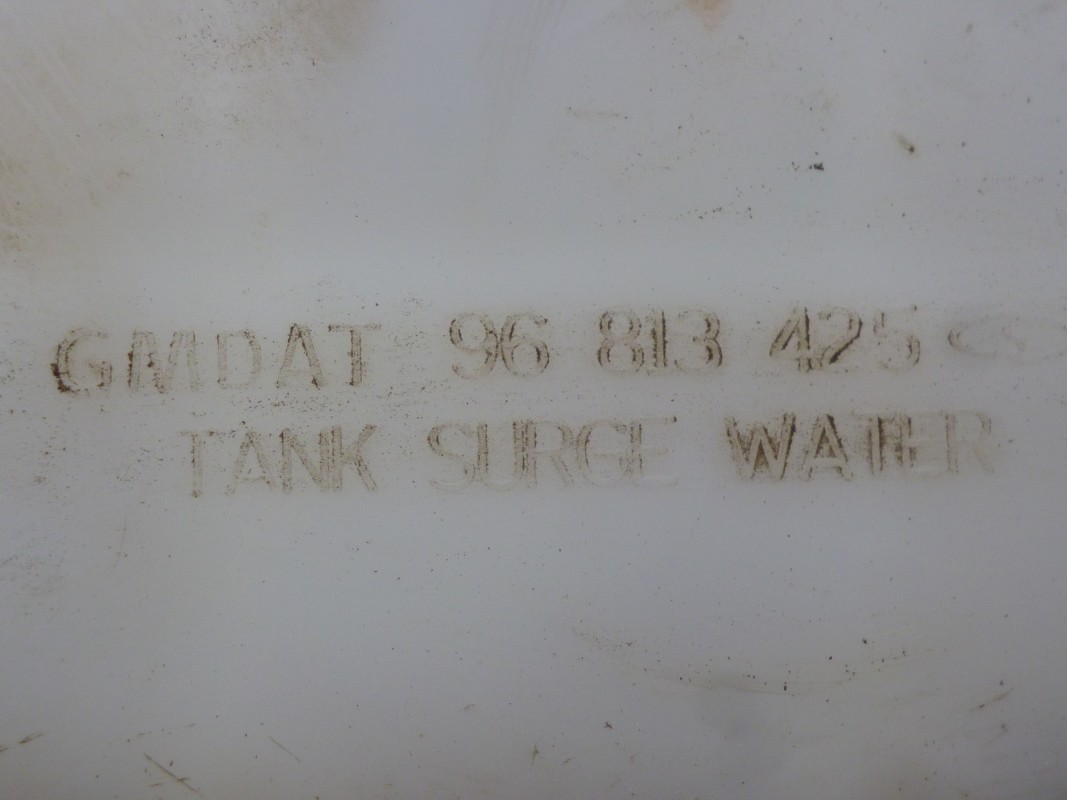 GMDAT 96 813 425
TANK SURGE WATER